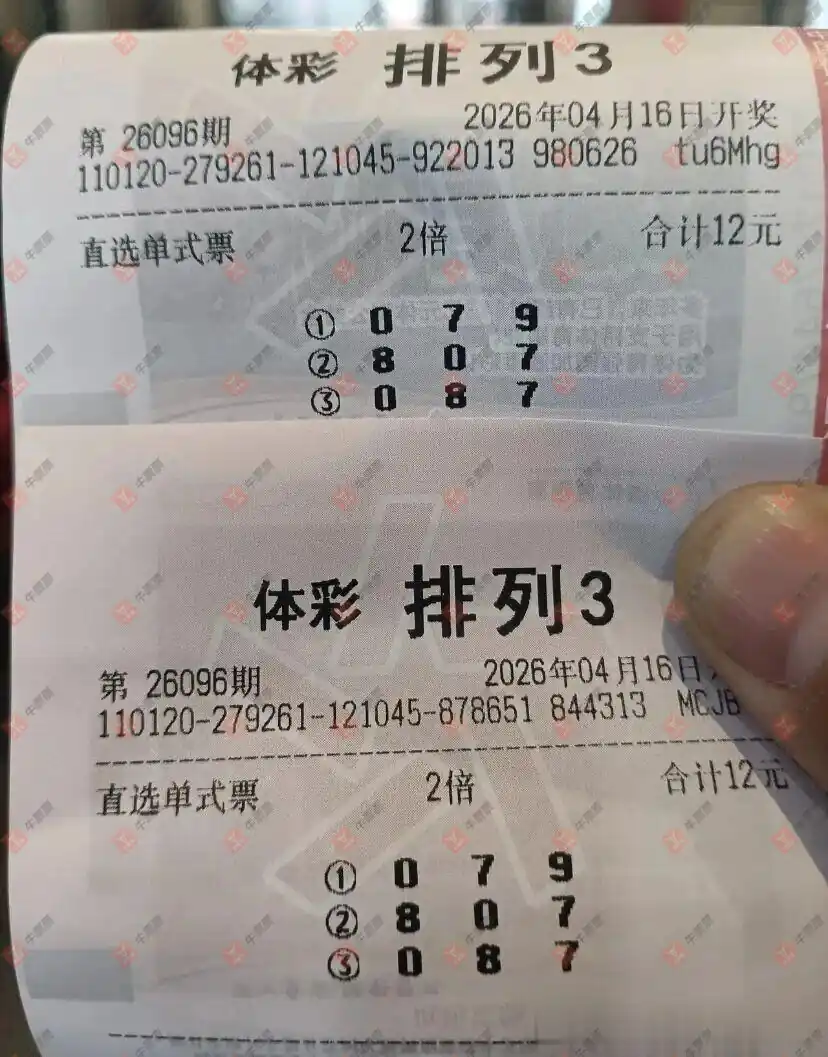 体彩 排列3
第 26096期 2026年04月16日开奖
110120-279261-121045-922013 980626 tu6Mhg
直选单式票 2倍 合计12元
① 0 7 9
② 8 0 7
③ 0 8 7
体彩 排列3
第 26096期 2026年04月16日
110120-279261-121045-878651 844313 MCJB
直选单式票 2倍 合计12元
① 0 7 9
② 8 0 7
③ 0 8 7